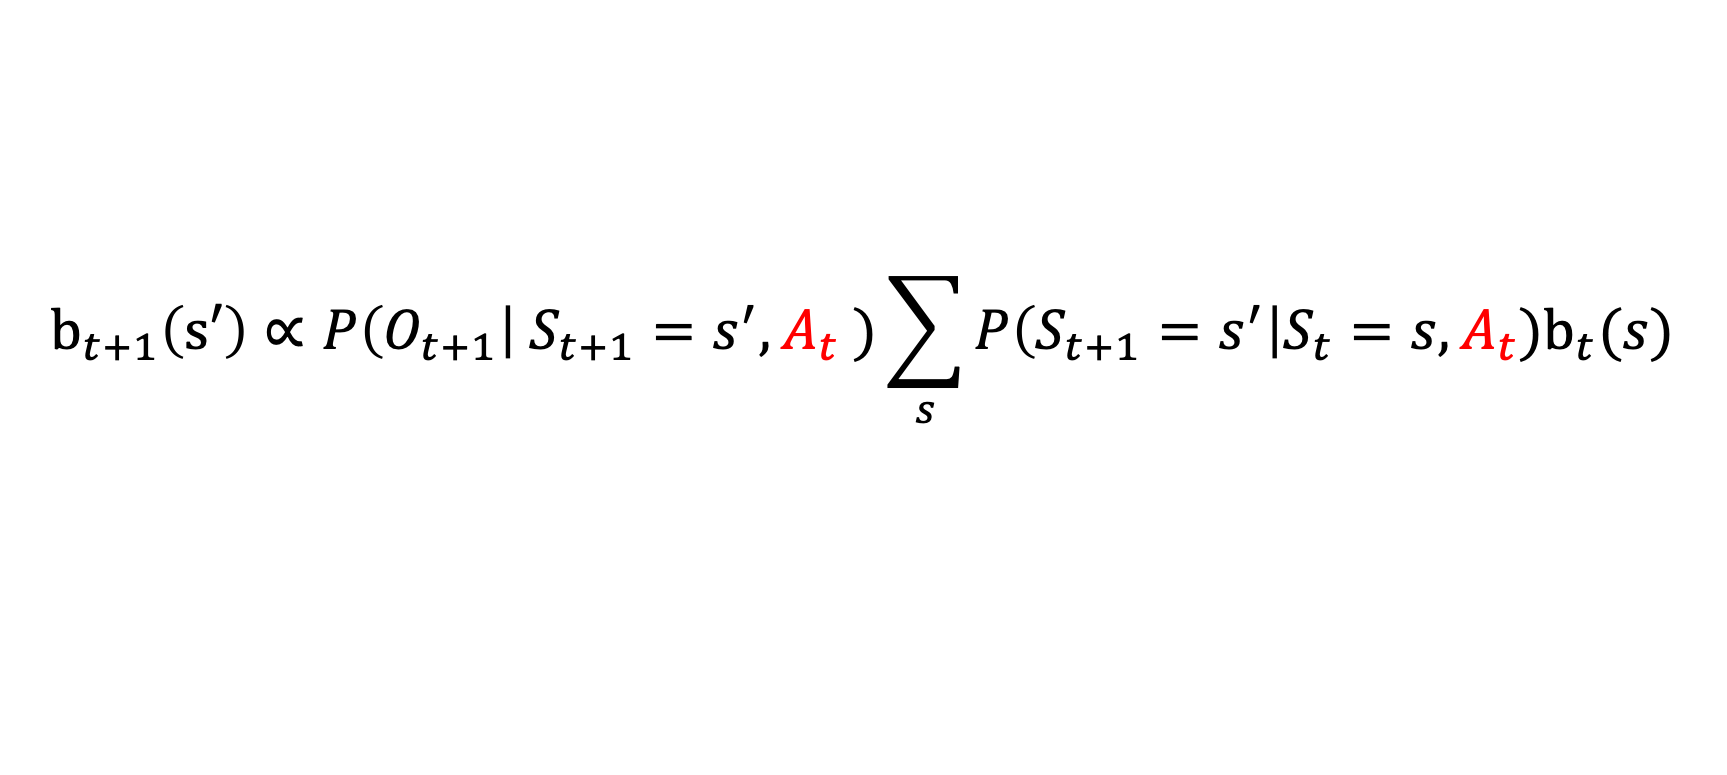 b_{t+1}(s′) ∝ P(O_{t+1}| S_{t+1} = s′, A_t ) ∑_s P(S_{t+1} = s′|S_t = s, A_t)b_t(s)